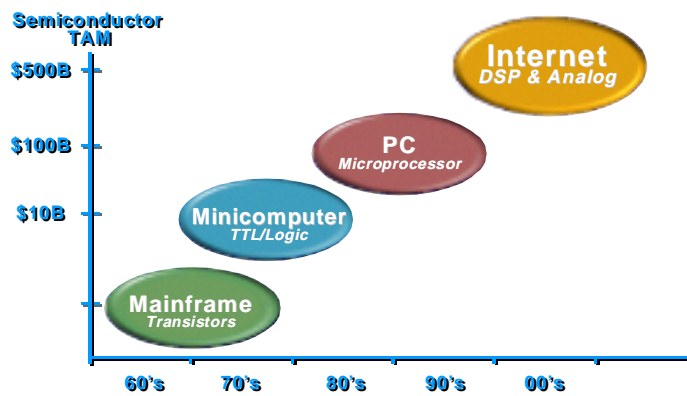 Semiconductor
TAM
$500B
Internet
DSP & Analog
$100B
PC
Microprocessor
$10B
Minicomputer
TTL/Logic
Mainframe
Transistors
60's
70's
80's
90's
00's